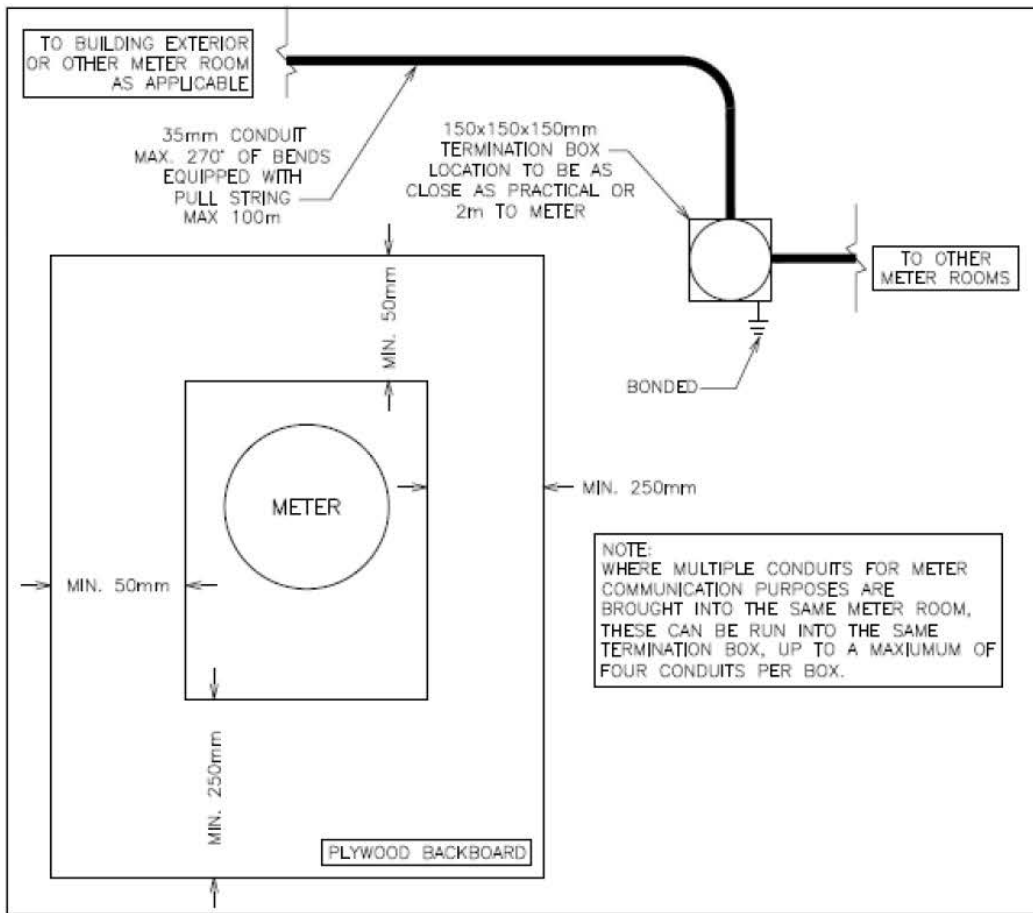 TO BUILDING EXTERIOR
OR OTHER METER ROOM
AS APPLICABLE
35mm CONDUIT
MAX. 270° OF BENDS
EQUIPPED WITH
PULL STRING
MAX 100m
150x150x150mm
TERMINATION BOX
LOCATION TO BE AS
CLOSE AS PRACTICAL OR
2m TO METER
TO OTHER
METER ROOMS
BONDED
MIN. 50mm
METER
MIN. 250mm
MIN. 50mm
MIN. 250mm
NOTE:
WHERE MULTIPLE CONDUITS FOR METER
COMMUNICATION PURPOSES ARE
BROUGHT INTO THE SAME METER ROOM,
THESE CAN BE RUN INTO THE SAME
TERMINATION BOX, UP TO A MAXIUMUM OF
FOUR CONDUITS PER BOX.
PLYWOOD BACKBOARD